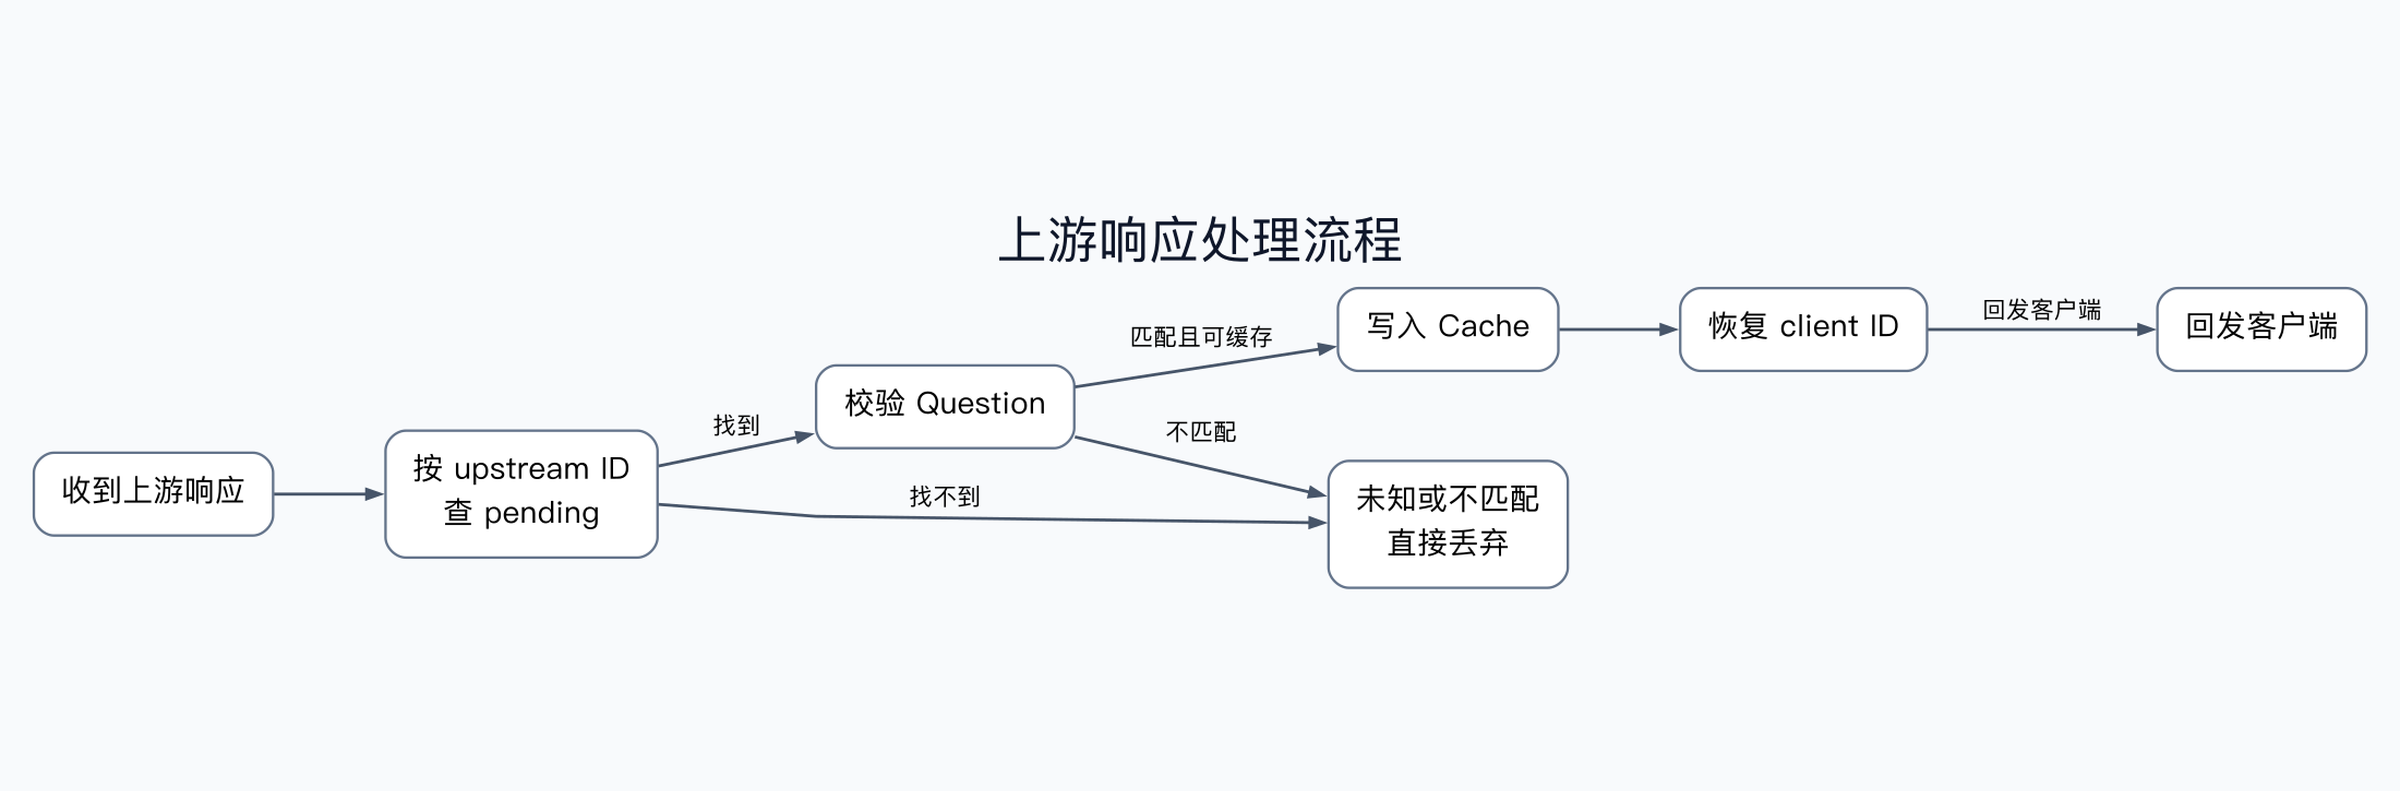 上游响应处理流程
收到上游响应
按 upstream ID
查 pending
找到
找不到
校验 Question
匹配且可缓存
不匹配
写入 Cache
未知或不匹配
直接丢弃
恢复 client ID
回发客户端
回发客户端